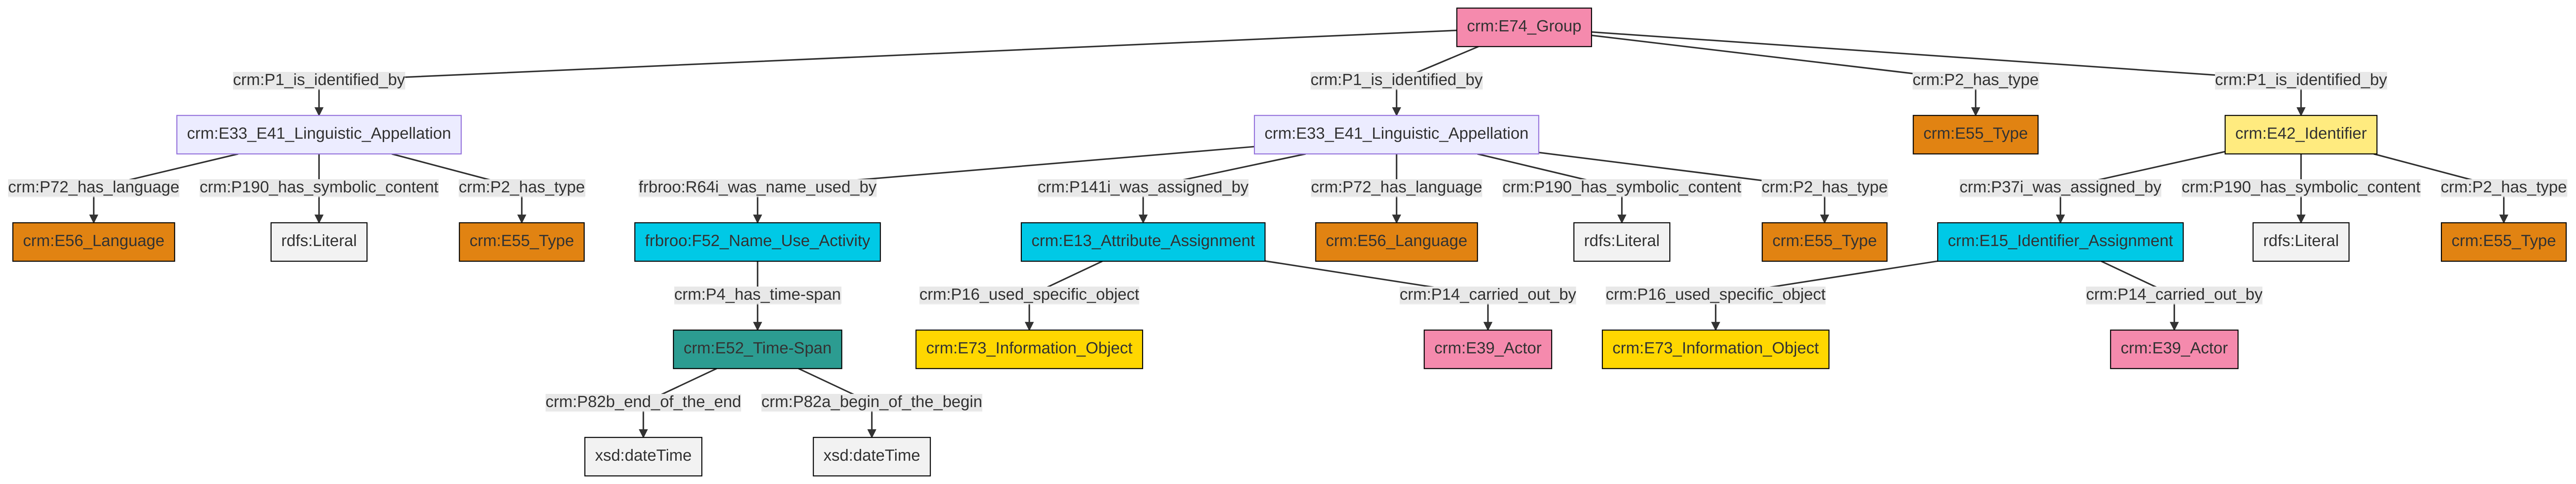 crm:E74_Group
crm:P1_is_identified_by
crm:P1_is_identified_by
crm:P2_has_type
crm:P1_is_identified_by
crm:E33_E41_Linguistic_Appellation
crm:E33_E41_Linguistic_Appellation
crm:E55_Type
crm:E42_Identifier
crm:P72_has_language
crm:P190_has_symbolic_content
crm:P2_has_type
frbroo:R64i_was_name_used_by
crm:P141i_was_assigned_by
crm:P72_has_language
crm:P190_has_symbolic_content
crm:P2_has_type
crm:P37i_was_assigned_by
crm:P190_has_symbolic_content
crm:P2_has_type
crm:E56_Language
rdfs:Literal
crm:E55_Type
frbroo:F52_Name_Use_Activity
crm:E13_Attribute_Assignment
crm:E56_Language
rdfs:Literal
crm:E55_Type
crm:E15_Identifier_Assignment
rdfs:Literal
crm:E55_Type
crm:P4_has_time-span
crm:P16_used_specific_object
crm:P14_carried_out_by
crm:P16_used_specific_object
crm:P14_carried_out_by
crm:E52_Time-Span
crm:E73_Information_Object
crm:E39_Actor
crm:E73_Information_Object
crm:E39_Actor
crm:P82b_end_of_the_end
crm:P82a_begin_of_the_begin
xsd:dateTime
xsd:dateTime